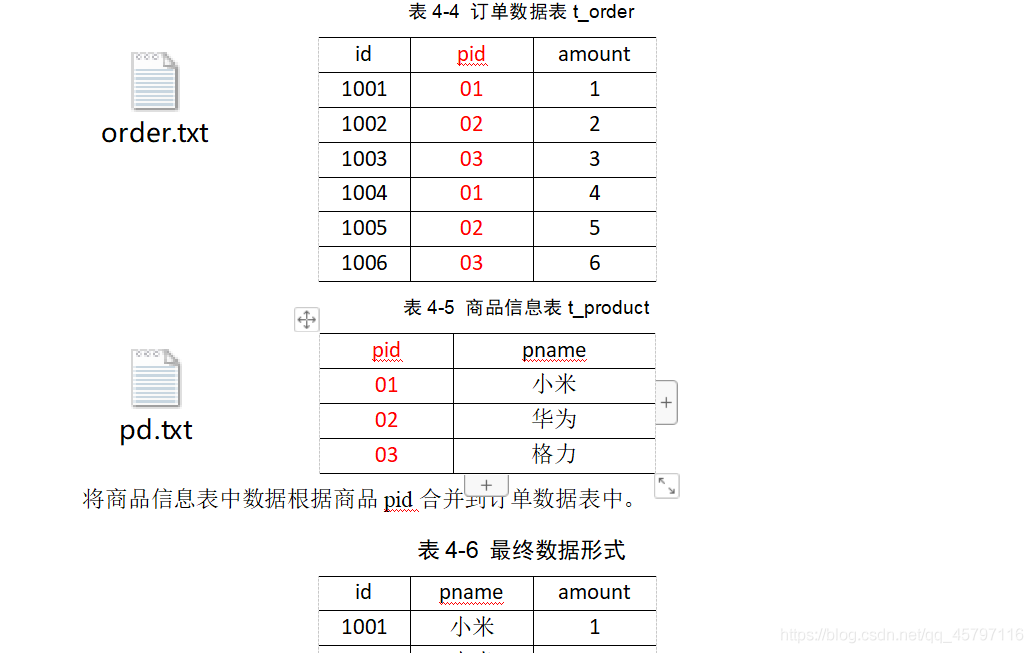 表 4-4 订单数据表 t_order
id pid amount
1001 01 1
1002 02 2
1003 03 3
1004 01 4
1005 02 5
1006 03 6
order.txt
表 4-5 商品信息表 t_product
pid pname
01 小米
02 华为
03 格力
pd.txt
将商品信息表中数据根据商品 pid 合并到订单数据表中。
表 4-6 最终数据形式
id pname amount
1001 小米 1
https://blog.csdn.net/qq_45797116